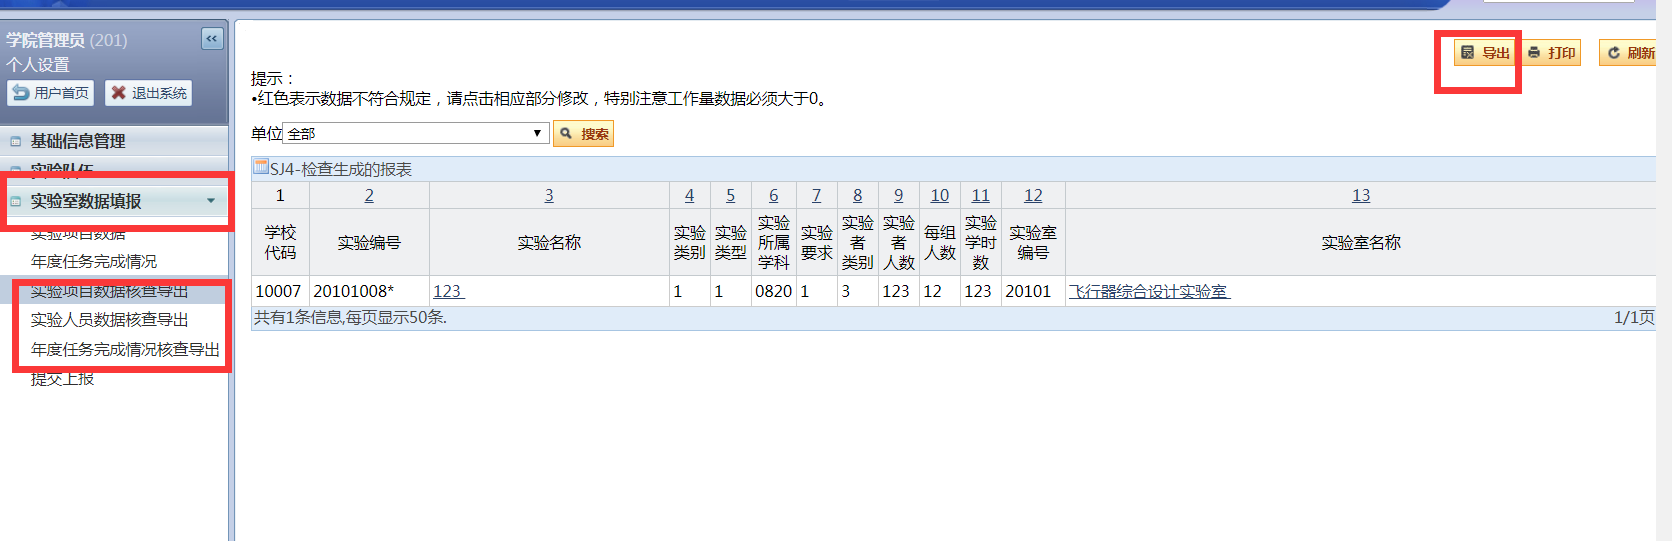 学院管理员 (201)
«
个人设置
用户首页
退出系统
基础信息管理
实验队伍
实验室数据填报
实验项目数据
年度任务完成情况
实验项目数据核查导出
实验人员数据核查导出
年度任务完成情况核查导出
提交上报
导出
打印
刷新
提示：
•红色表示数据不符合规定，请点击相应部分修改，特别注意工作量数据必须大于0。
单位 全部 ▼ 搜索
SJ4-检查生成的报表
1 2 3 4 5 6 7 8 9 10 11 12 13
学校代码 实验编号 实验名称 实验类别 实验类型 实验所属学科 实验要求 实验者类别 实验者人数 每组人数 实验学时数 实验室编号 实验室名称
10007 20101008* 123 1 1 0820 1 3 123 12 123 20101 飞行器综合设计实验室
共有1条信息,每页显示50条.
1/1页